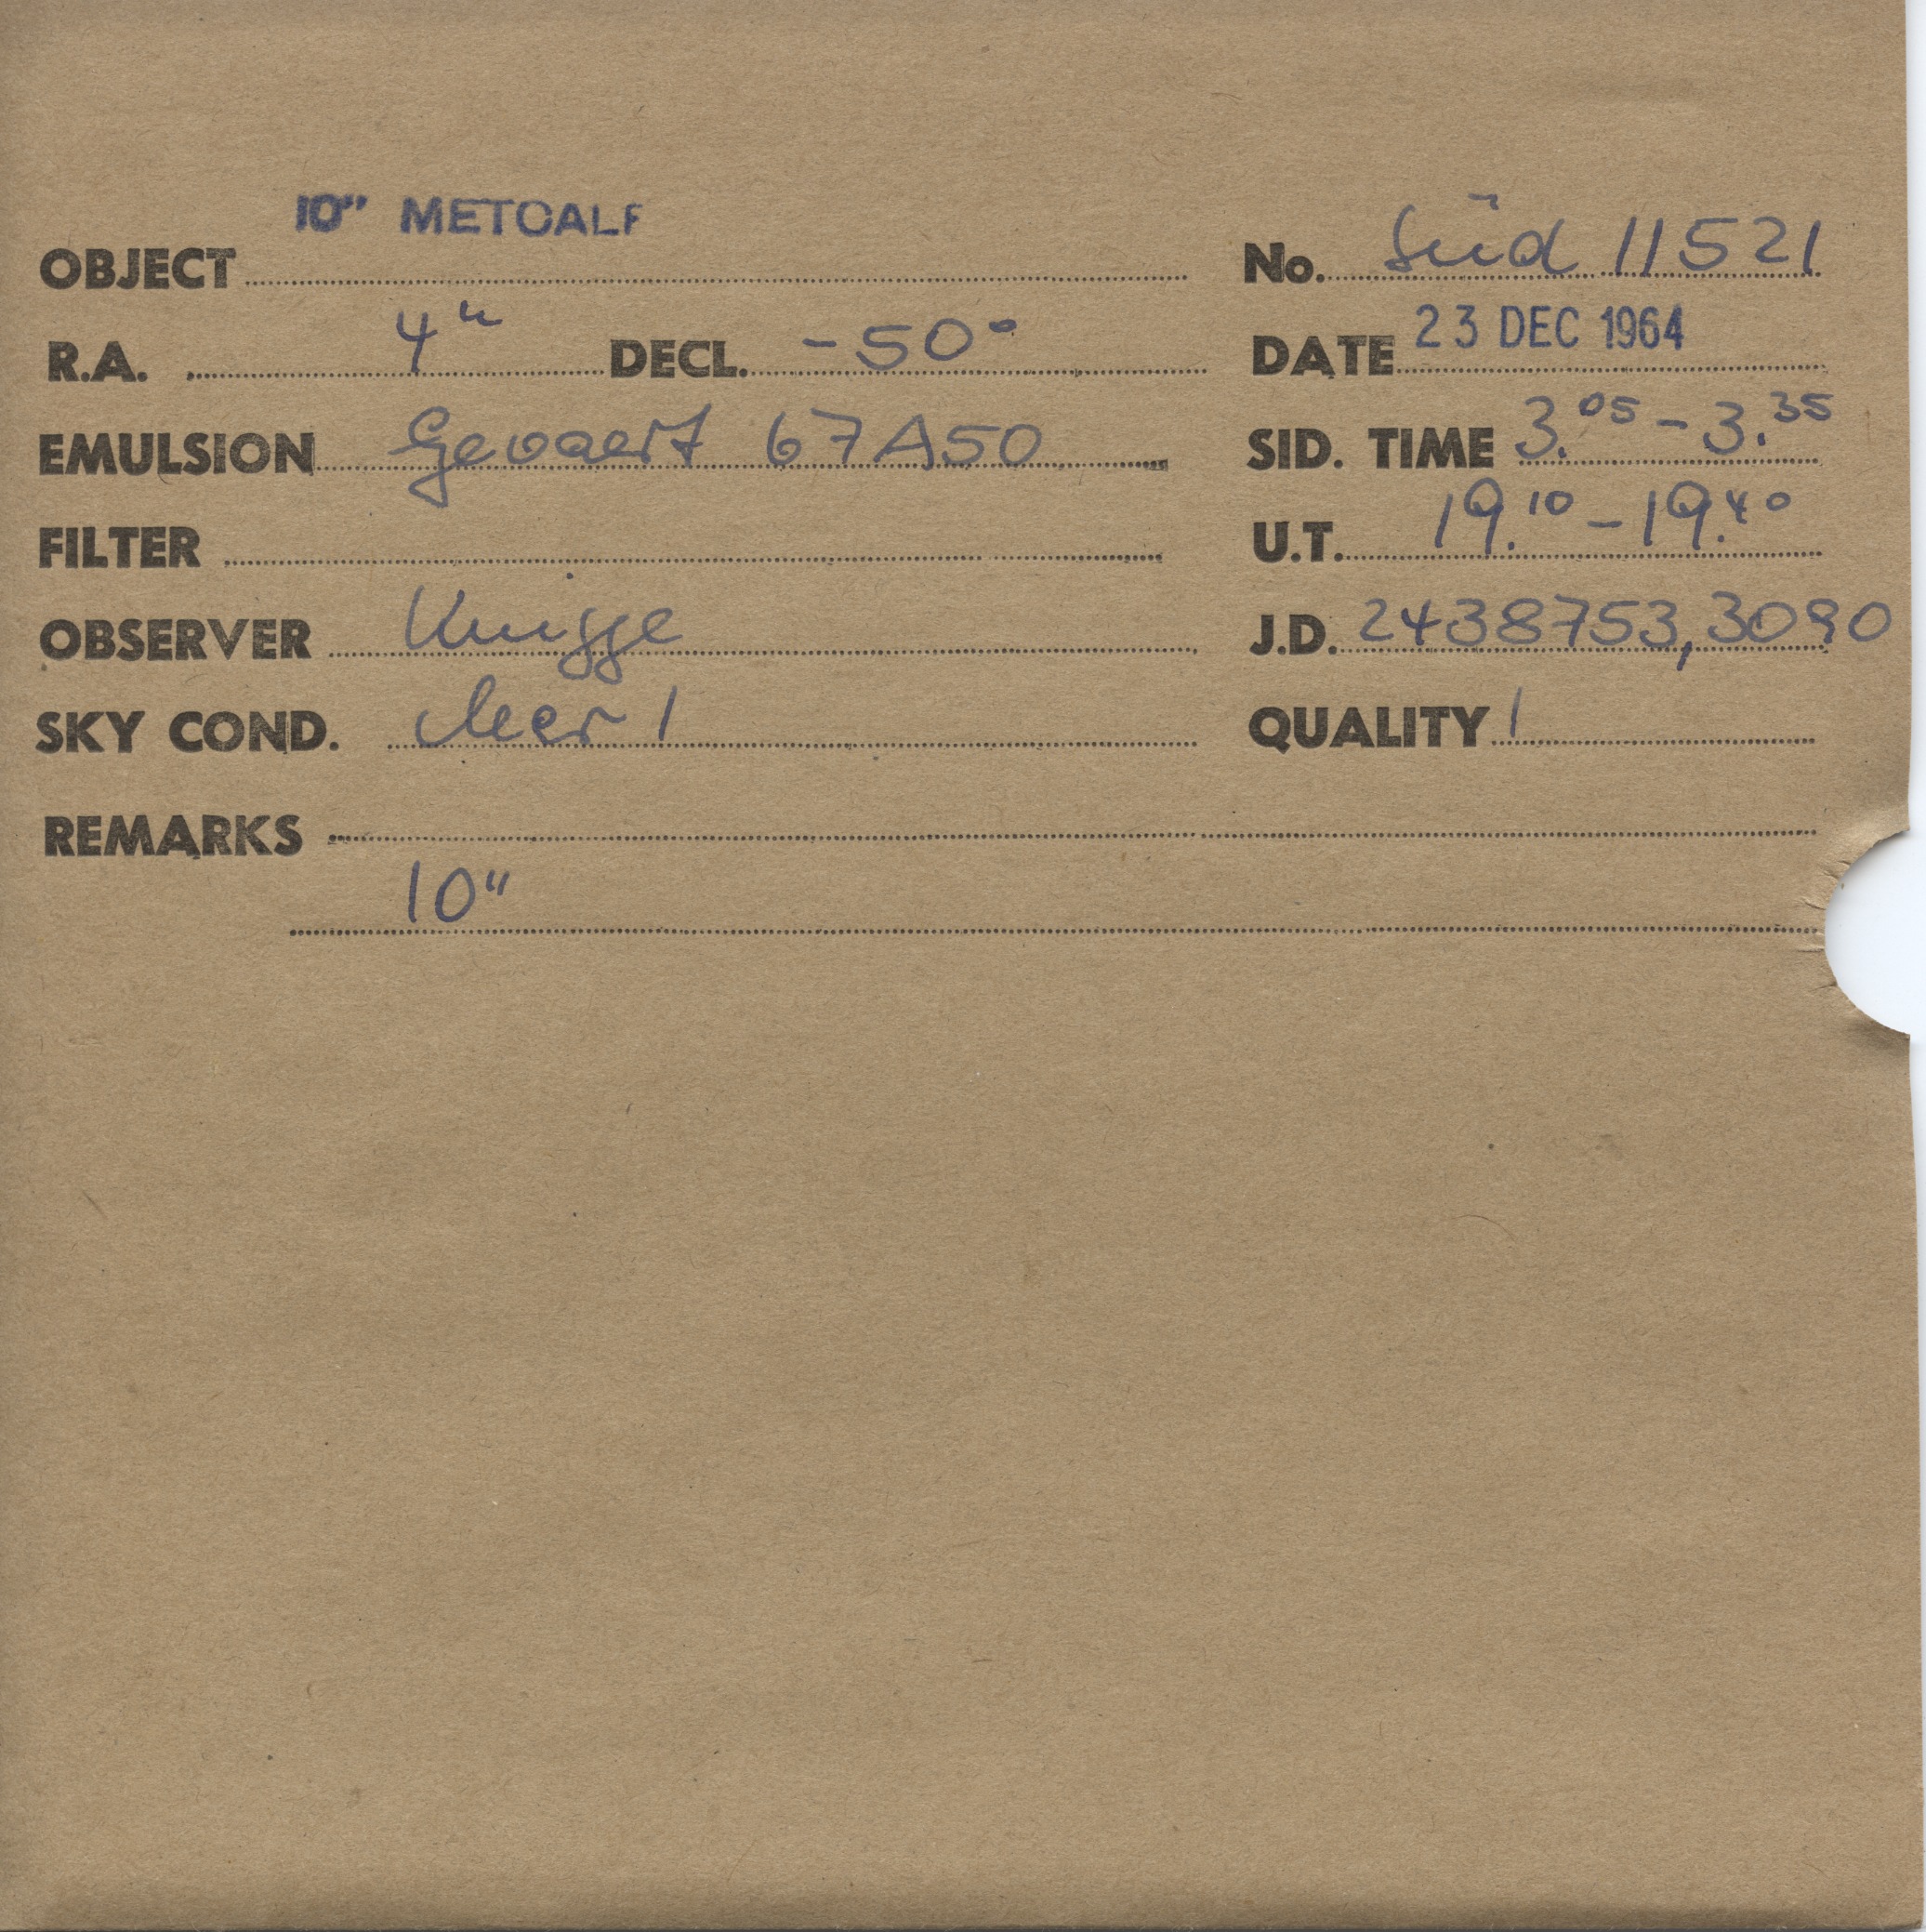 10" METCALF
OBJECT No. Süd 11521
R.A. 4h DECL. -50° DATE 23 DEC 1964
EMULSION Gevaert 67A50 SID. TIME 3.05 - 3.35
FILTER U.T. 19.10 - 19.40
OBSERVER Knigge J.D. 2438753,3090
SKY COND. clear 1 QUALITY 1
REMARKS
10"